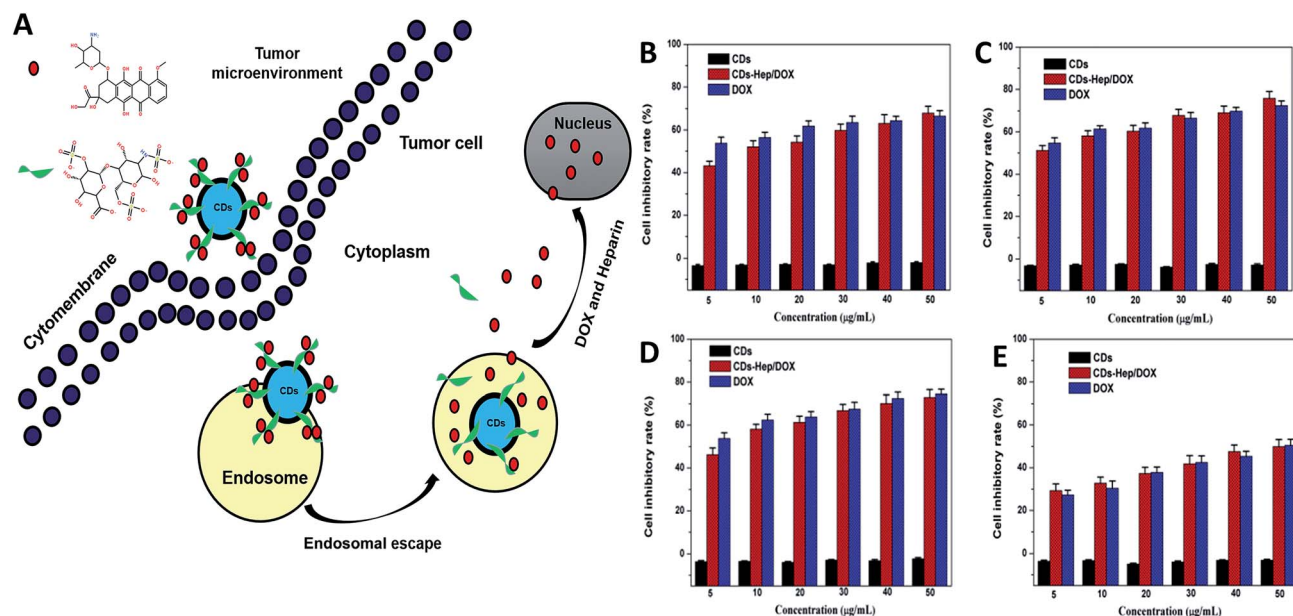 A
Tumor
microenvironment
Tumor cell
Nucleus
CDs
Cytoplasm
Cytomembrane
DOX and Heparin
CDs
CDs
Endosome
Endosomal escape
B
CDs
CDs-Hep/DOX
DOX
Cell inhibitory rate (%)
100
80
60
40
20
0
5 10 20 30 40 50
Concentration (µg/mL)
C
CDs
CDs-Hep/DOX
DOX
Cell inhibitory rate (%)
100
80
60
40
20
0
5 10 20 30 40 50
Concentration (µg/mL)
D
CDs
CDs-Hep/DOX
DOX
Cell inhibitory rate (%)
100
80
60
40
20
0
5 10 20 30 40 50
Concentration (µg/mL)
E
CDs
CDs-Hep/DOX
DOX
Cell inhibitory rate (%)
100
80
60
40
20
0
5 10 20 30 40 50
Concentration (µg/mL)